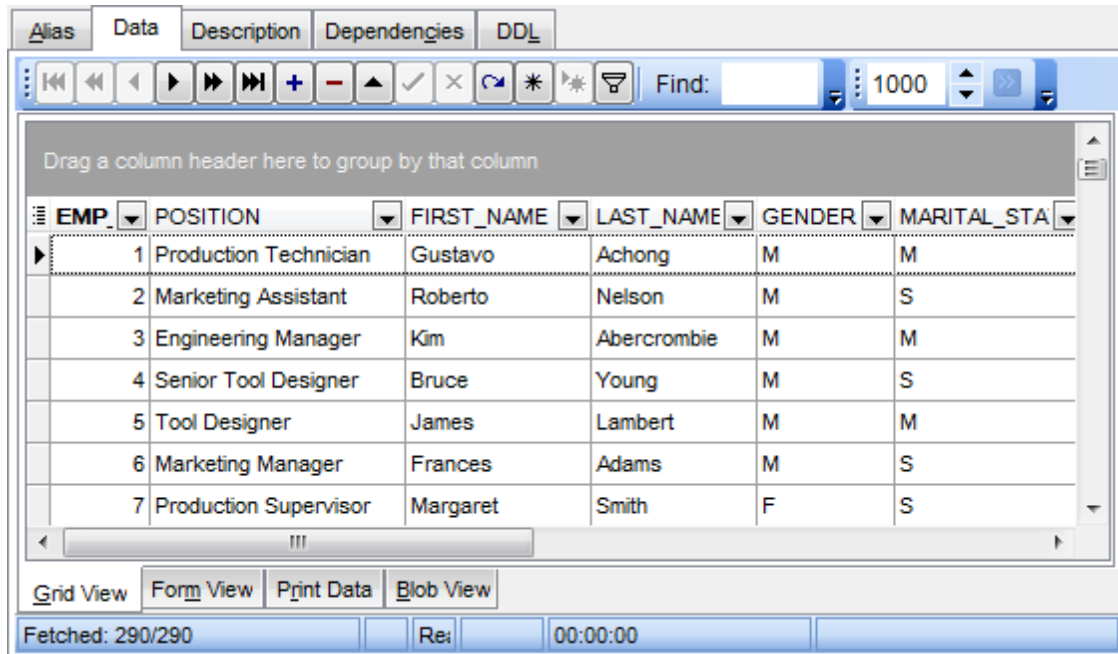 Alias Data Description Dependencies DDL
Find: 1000
Drag a column header here to group by that column
EMP_ POSITION FIRST_NAME LAST_NAME GENDER MARITAL_STA
1 Production Technician Gustavo Achong M M
2 Marketing Assistant Roberto Nelson M S
3 Engineering Manager Kim Abercrombie M M
4 Senior Tool Designer Bruce Young M S
5 Tool Designer James Lambert M M
6 Marketing Manager Frances Adams M S
7 Production Supervisor Margaret Smith F S
Grid View Form View Print Data Blob View
Fetched: 290/290 Rea 00:00:00